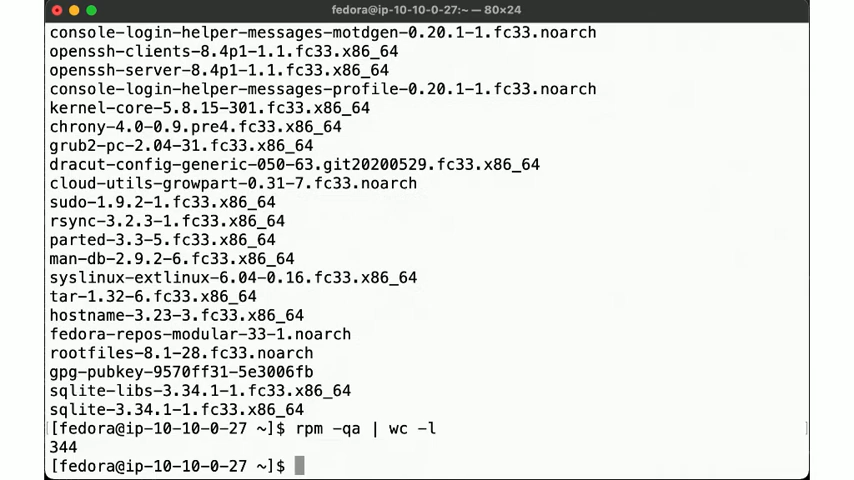 fedora@ip-10-10-0-27:~ — 80×24
console-login-helper-messages-motdgen-0.20.1-1.fc33.noarch
openssh-clients-8.4p1-1.1.fc33.x86_64
openssh-server-8.4p1-1.1.fc33.x86_64
console-login-helper-messages-profile-0.20.1-1.fc33.noarch
kernel-core-5.8.15-301.fc33.x86_64
chrony-4.0-0.9.pre4.fc33.x86_64
grub2-pc-2.04-31.fc33.x86_64
dracut-config-generic-050-63.git20200529.fc33.x86_64
cloud-utils-growpart-0.31-7.fc33.noarch
sudo-1.9.2-1.fc33.x86_64
rsync-3.2.3-1.fc33.x86_64
parted-3.3-5.fc33.x86_64
man-db-2.9.2-6.fc33.x86_64
syslinux-extlinux-6.04-0.16.fc33.x86_64
tar-1.32-6.fc33.x86_64
hostname-3.23-3.fc33.x86_64
fedora-repos-modular-33-1.noarch
rootfiles-8.1-28.fc33.noarch
gpg-pubkey-9570ff31-5e3006fb
sqlite-libs-3.34.1-1.fc33.x86_64
sqlite-3.34.1-1.fc33.x86_64
[fedora@ip-10-10-0-27 ~]$ rpm -qa | wc -l
344
[fedora@ip-10-10-0-27 ~]$